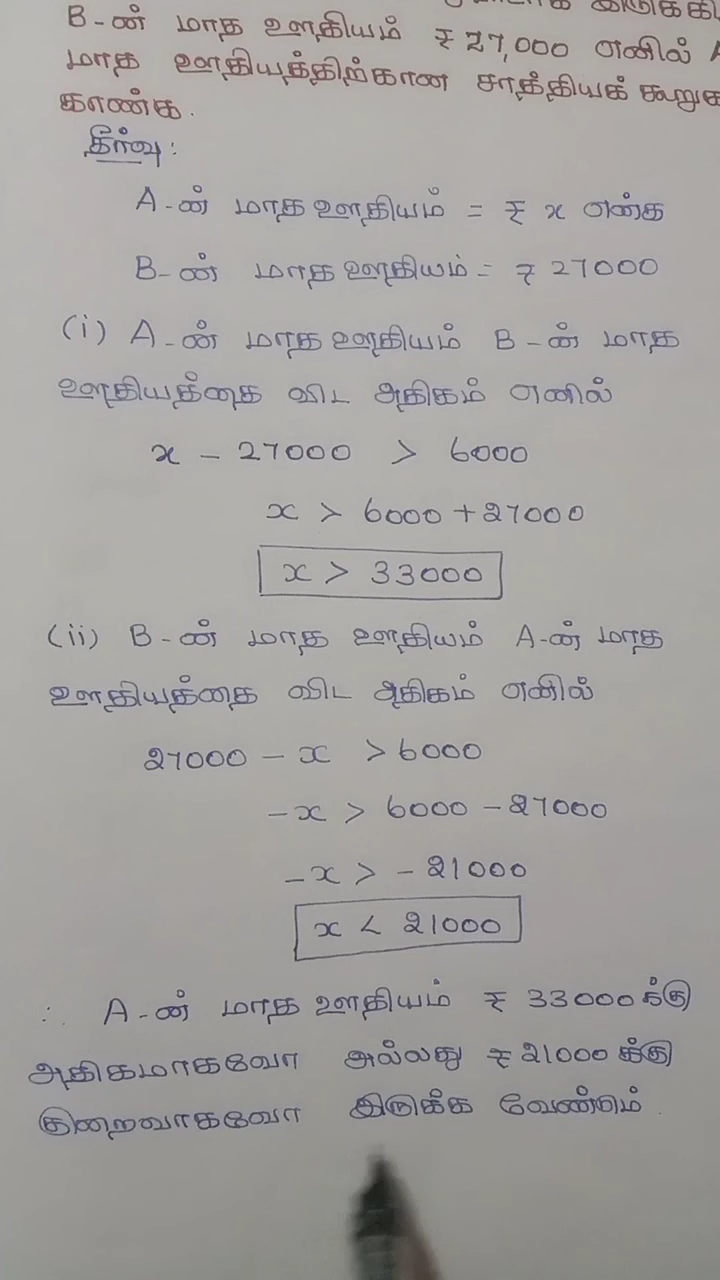 B-ன் மாத ஊதியம் ₹ 27,000 எனில்
மாத ஊதியத்திற்கான சாத்தியக் கூறுக
காண்க.
தீர்வு:
A-ன் மாத ஊதியம் = ₹ x என்க
B-ன் மாத ஊதியம் = ₹ 27000
(i) A-ன் மாத ஊதியம் B-ன் மாத
ஊதியத்தை விட அதிகம் எனில்
x - 27000 > 6000
x > 6000 + 27000
x > 33000
(ii) B-ன் மாத ஊதியம் A-ன் மாத
ஊதியத்தை விட அதிகம் எனில்
27000 - x > 6000
-x > 6000 - 27000
-x > - 21000
x < 21000
∴ A-ன் மாத ஊதியம் ₹ 33000 க்கு
அதிகமாகவோ அல்லது ₹ 21000 க்கு
குறைவாகவோ இருக்க வேண்டும்.